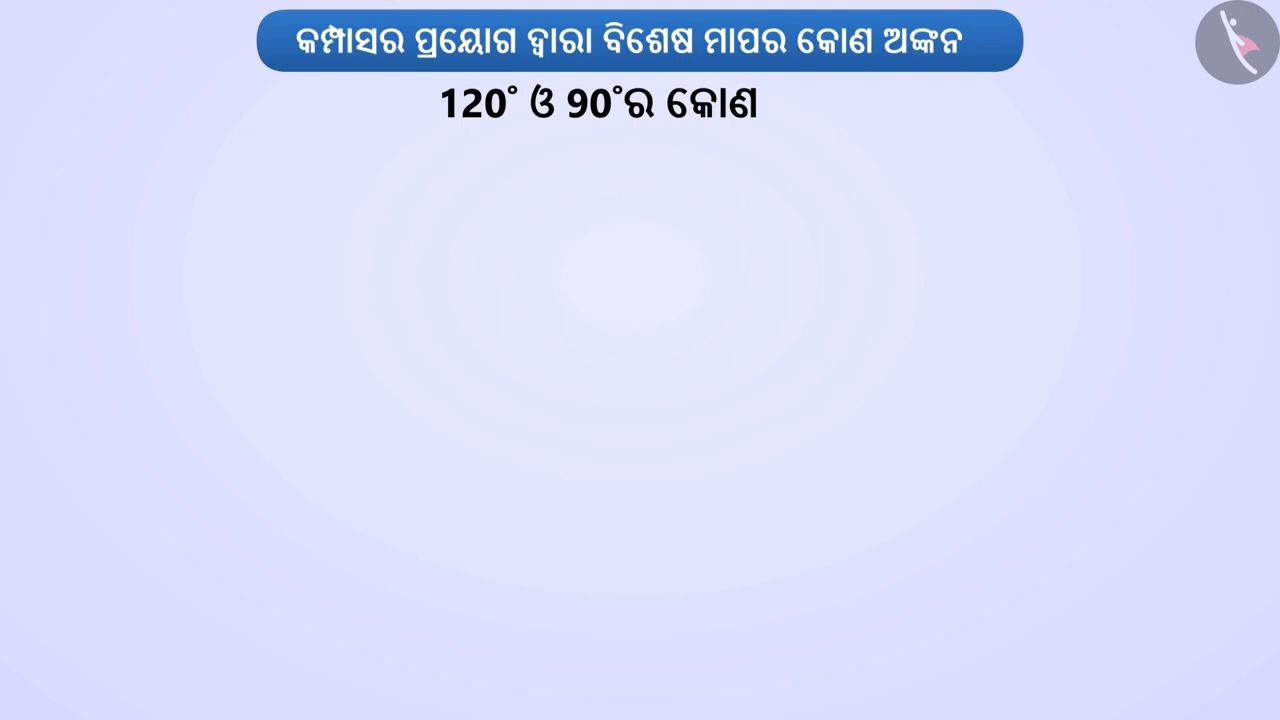 କମ୍ପାସର ପ୍ରୟୋଗ ଦ୍ୱାରା ବିଶେଷ ମାପର କୋଣ ଅଙ୍କନ
120° ଓ 90°ର କୋଣ